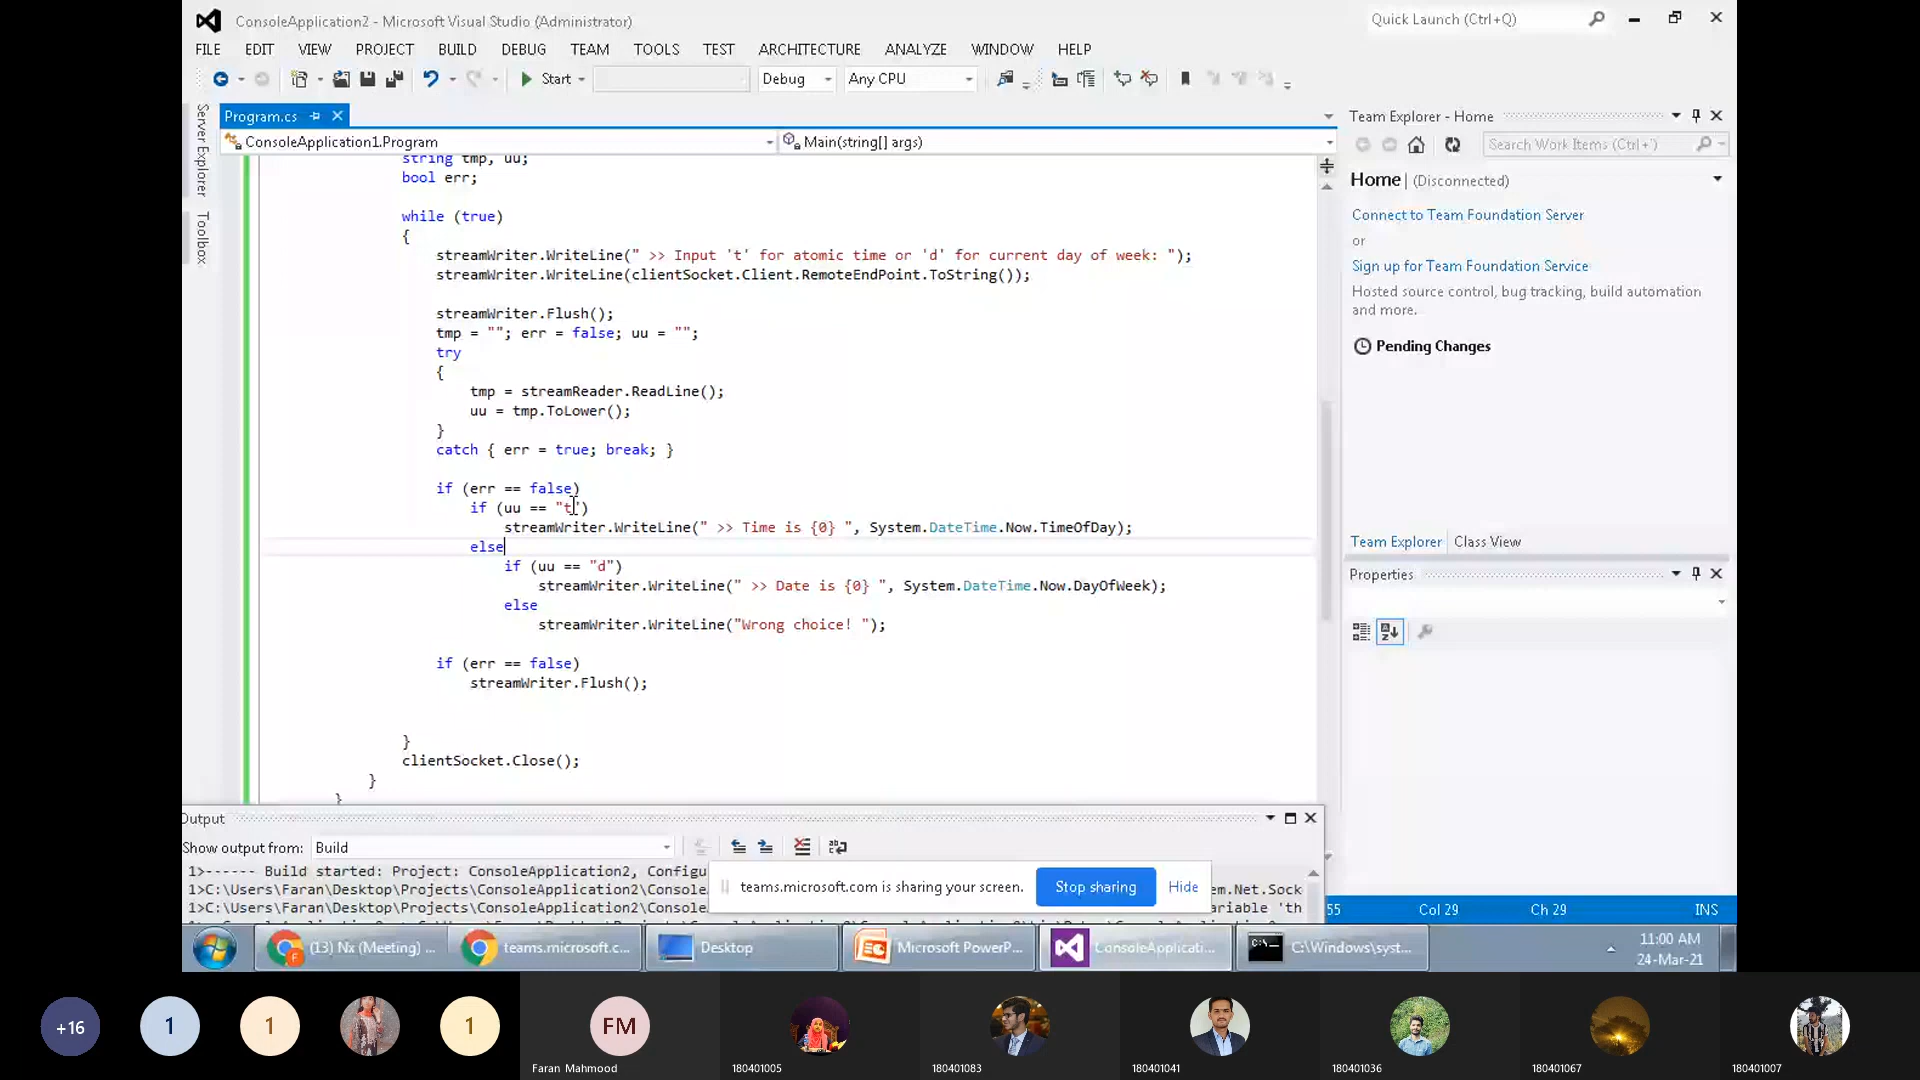 ConsoleApplication2 - Microsoft Visual Studio (Administrator)
Quick Launch (Ctrl+Q)
FILE EDIT VIEW PROJECT BUILD DEBUG TEAM TOOLS TEST ARCHITECTURE ANALYZE WINDOW HELP
Start Debug Any CPU
Server Explorer
Toolbox
Program.cs
ConsoleApplication1.Program
Main(string[] args)
string tmp, uu;
bool err;
while (true)
{
streamWriter.WriteLine(" >> Input 't' for atomic time or 'd' for current day of week: ");
streamWriter.WriteLine(clientSocket.Client.RemoteEndPoint.ToString());
streamWriter.Flush();
tmp = ""; err = false; uu = "";
try
{
tmp = streamReader.ReadLine();
uu = tmp.ToLower();
}
catch { err = true; break; }
if (err == false)
if (uu == "t")
streamWriter.WriteLine(" >> Time is {0} ", System.DateTime.Now.TimeOfDay);
else
if (uu == "d")
streamWriter.WriteLine(" >> Date is {0} ", System.DateTime.Now.DayOfWeek);
else
streamWriter.WriteLine("Wrong choice! ");
if (err == false)
streamWriter.Flush();
}
clientSocket.Close();
}
}
Team Explorer - Home
Search Work Items (Ctrl+')
Home | (Disconnected)
Connect to Team Foundation Server
or
Sign up for Team Foundation Service
Hosted source control, bug tracking, build automation
and more.
Pending Changes
Team Explorer Class View
Properties
Output
Show output from: Build
1>------ Build started: Project: ConsoleApplication2, Configu
1>C:\Users\Faran\Desktop\Projects\ConsoleApplication2\Console
em.Net.Sock
1>C:\Users\Faran\Desktop\Projects\ConsoleApplication2\Console
ariable 'th
teams.microsoft.com is sharing your screen. Stop sharing Hide
55 Col 29 Ch 29 INS
(13) Nx (Meeting) ...
teams.microsoft.c...
Desktop
Microsoft PowerP...
ConsoleApplicati...
C:\Windows\syst...
11:00 AM
24-Mar-21
+16 1 1 1 FM
Faran Mahmood 180401005 180401083 180401041 180401036 180401067 180401007